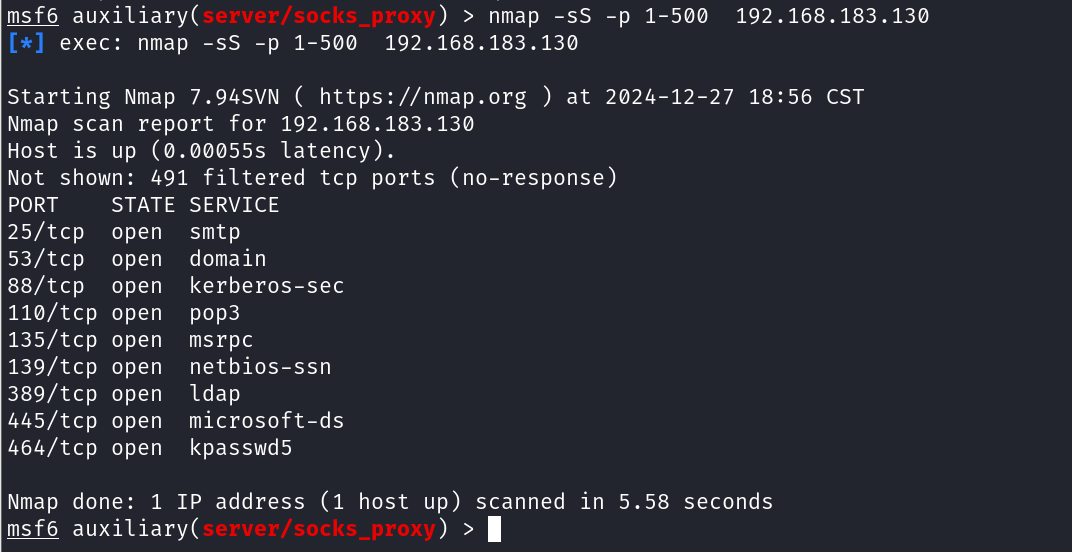 msf6 auxiliary(server/socks_proxy) > nmap -sS -p 1-500  192.168.183.130
[*] exec: nmap -sS -p 1-500  192.168.183.130

Starting Nmap 7.94SVN ( https://nmap.org ) at 2024-12-27 18:56 CST
Nmap scan report for 192.168.183.130
Host is up (0.00055s latency).
Not shown: 491 filtered tcp ports (no-response)
PORT    STATE SERVICE
25/tcp  open  smtp
53/tcp  open  domain
88/tcp  open  kerberos-sec
110/tcp open  pop3
135/tcp open  msrpc
139/tcp open  netbios-ssn
389/tcp open  ldap
445/tcp open  microsoft-ds
464/tcp open  kpasswd5

Nmap done: 1 IP address (1 host up) scanned in 5.58 seconds
msf6 auxiliary(server/socks_proxy) >